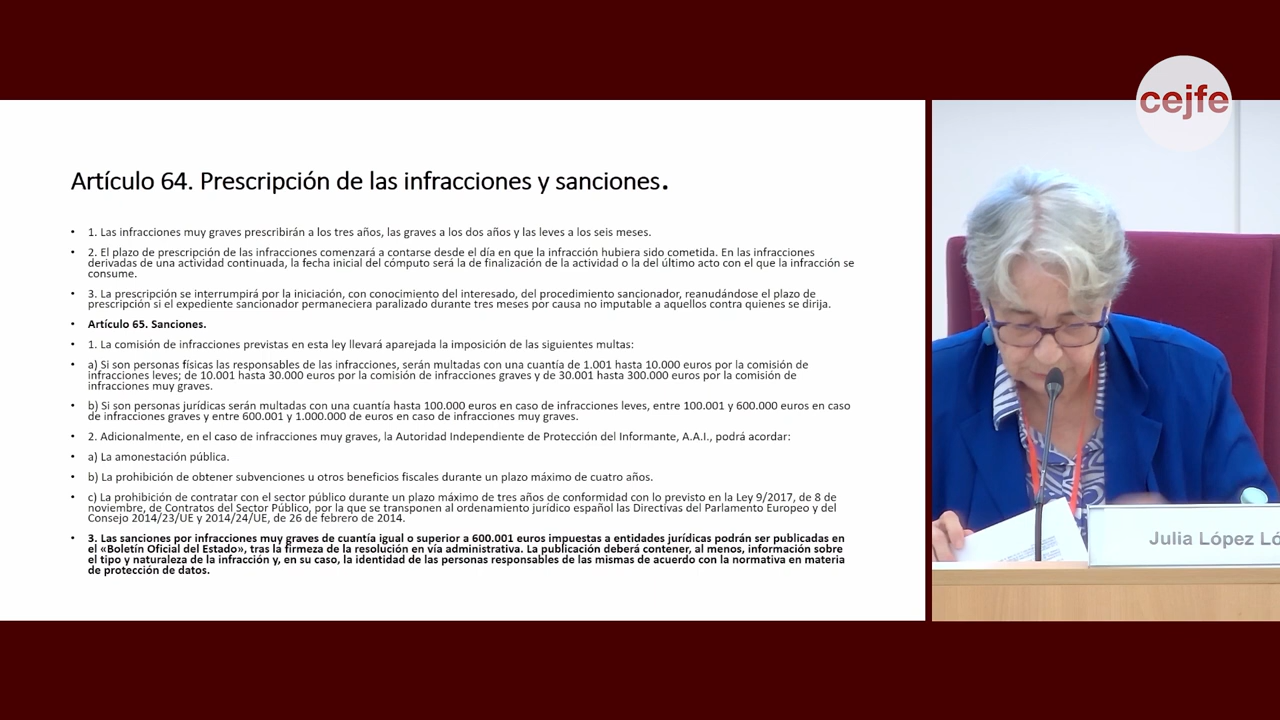 cejfe
Artículo 64. Prescripción de las infracciones y sanciones.
• 1. Las infracciones muy graves prescribirán a los tres años, las graves a los dos años y las leves a los seis meses.
• 2. El plazo de prescripción de las infracciones comenzará a contarse desde el día en que la infracción hubiera sido cometida. En las infracciones
derivadas de una actividad continuada, la fecha inicial del cómputo será la de finalización de la actividad o la del último acto con el que la infracción se
consume.
• 3. La prescripción se interrumpirá por la iniciación, con conocimiento del interesado, del procedimiento sancionador, reanudándose el plazo de
prescripción si el expediente sancionador permaneciera paralizado durante tres meses por causa no imputable a aquellos contra quienes se dirija.
• Artículo 65. Sanciones.
• 1. La comisión de infracciones previstas en esta ley llevará aparejada la imposición de las siguientes multas:
• a) Si son personas físicas las responsables de las infracciones, serán multadas con una cuantía de 1.001 hasta 10.000 euros por la comisión de
infracciones leves; de 10.001 hasta 30.000 euros por la comisión de infracciones graves y de 30.001 hasta 300.000 euros por la comisión de
infracciones muy graves.
• b) Si son personas jurídicas serán multadas con una cuantía hasta 100.000 euros en caso de infracciones leves, entre 100.001 y 600.000 euros en caso
de infracciones graves y entre 600.001 y 1.000.000 de euros en caso de infracciones muy graves.
• 2. Adicionalmente, en el caso de infracciones muy graves, la Autoridad Independiente de Protección del Informante, A.A.I., podrá acordar:
• a) La amonestación pública.
• b) La prohibición de obtener subvenciones u otros beneficios fiscales durante un plazo máximo de cuatro años.
• c) La prohibición de contratar con el sector público durante un plazo máximo de tres años de conformidad con lo previsto en la Ley 9/2017, de 8 de
noviembre, de Contratos del Sector Público, por la que se transponen al ordenamiento jurídico español las Directivas del Parlamento Europeo y del
Consejo 2014/23/UE y 2014/24/UE, de 26 de febrero de 2014.
• 3. Las sanciones por infracciones muy graves de cuantía igual o superior a 600.001 euros impuestas a entidades jurídicas podrán ser publicadas en
el «Boletín Oficial del Estado», tras la firmeza de la resolución en vía administrativa. La publicación deberá contener, al menos, información sobre
el tipo y naturaleza de la infracción y, en su caso, la identidad de las personas responsables de las mismas de acuerdo con la normativa en materia
de protección de datos.
Julia López Ló